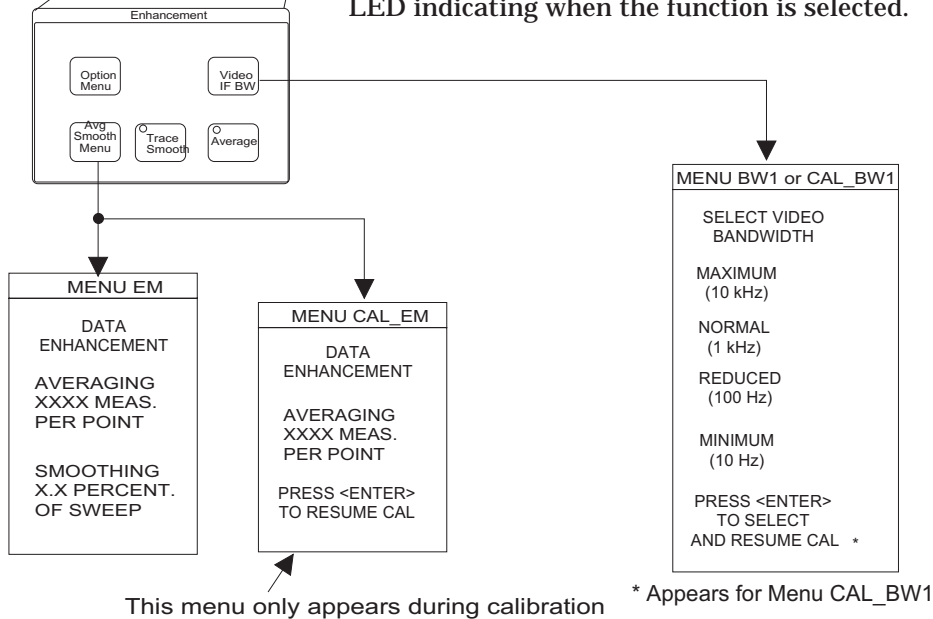 LED indicating when the function is selected.
Enhancement
Option
Menu
Video
IF BW
Avg
Smooth
Menu
Trace
Smooth
Average
MENU BW1 or CAL_BW1
SELECT VIDEO
BANDWIDTH
MAXIMUM
(10 kHz)
NORMAL
(1 kHz)
REDUCED
(100 Hz)
MINIMUM
(10 Hz)
PRESS <ENTER>
TO SELECT
AND RESUME CAL *
* Appears for Menu CAL_BW1
MENU EM
DATA
ENHANCEMENT
AVERAGING
XXXX MEAS.
PER POINT
SMOOTHING
X.X PERCENT.
OF SWEEP
MENU CAL_EM
DATA
ENHANCEMENT
AVERAGING
XXXX MEAS.
PER POINT
PRESS <ENTER>
TO RESUME CAL
This menu only appears during calibration